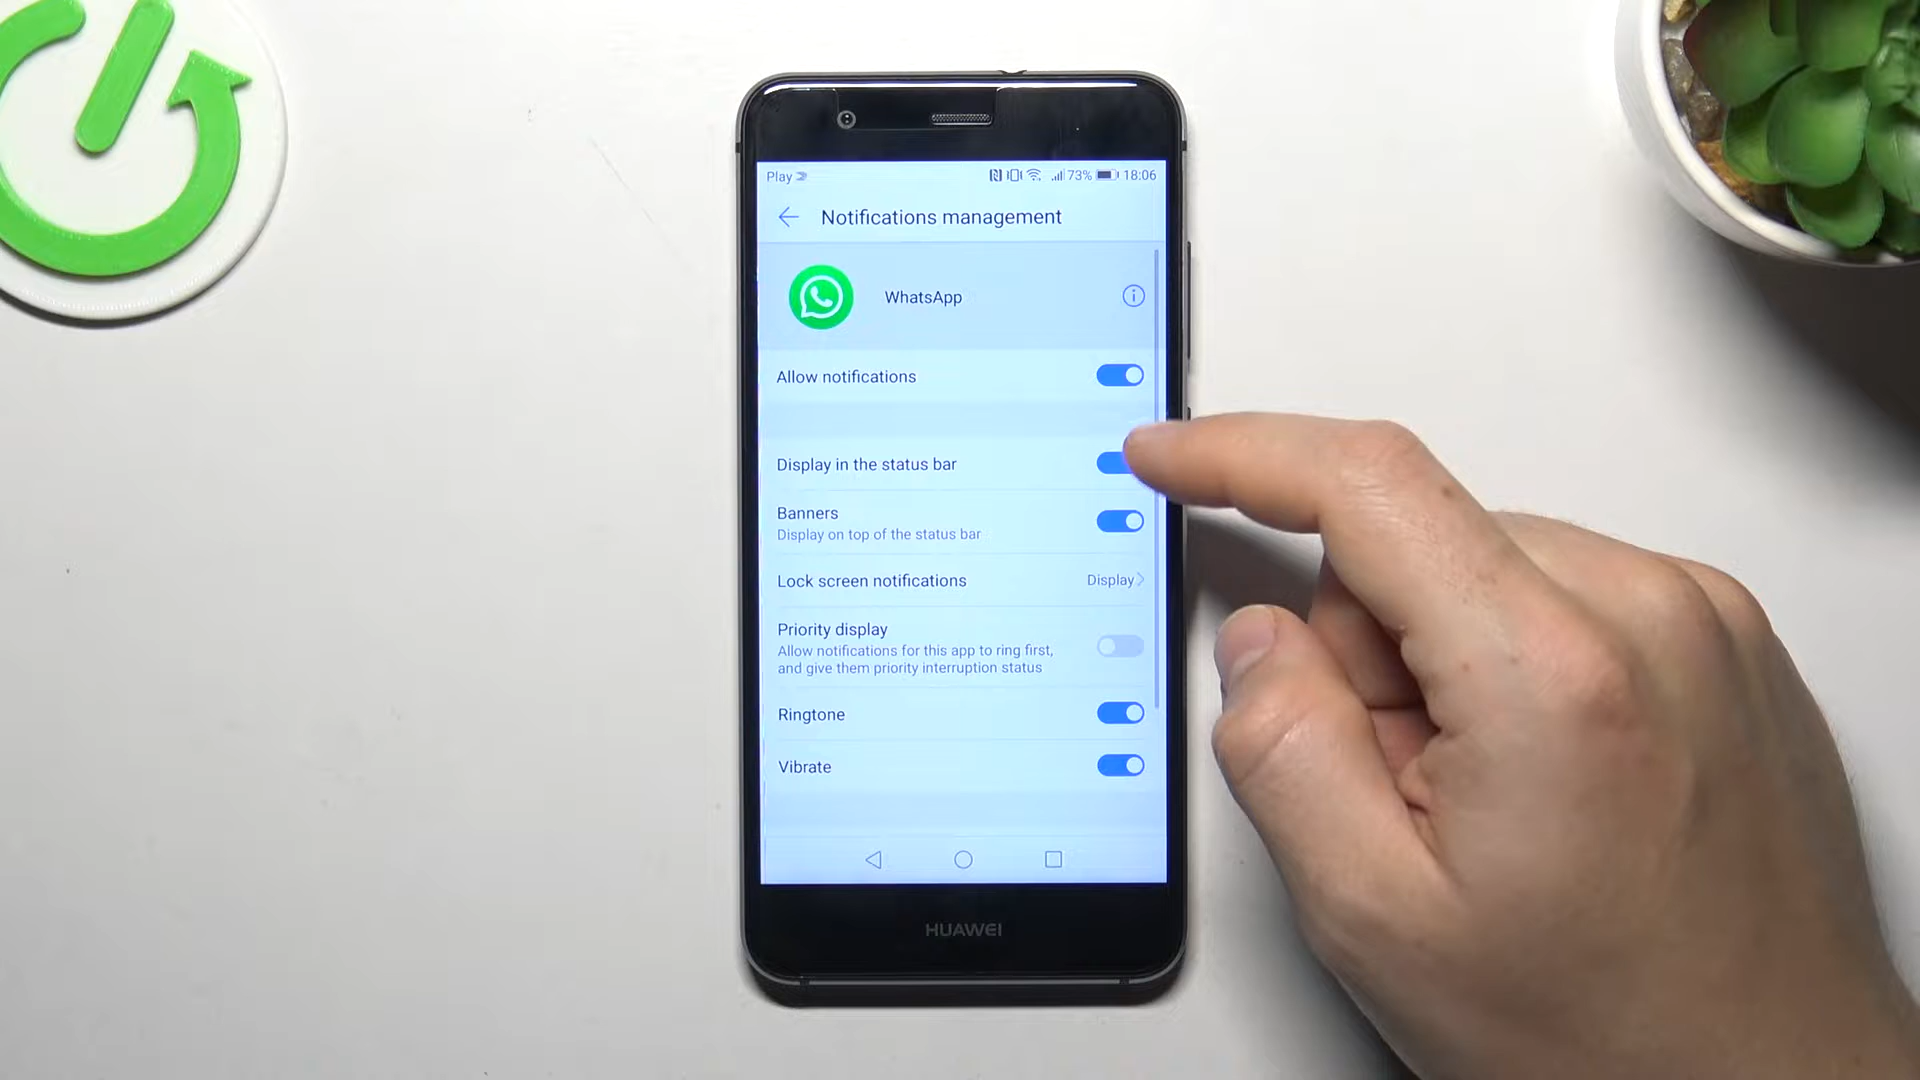 Play 73% 18:06
Notifications management
WhatsApp
Allow notifications
Display in the status bar
Banners
Display on top of the status bar
Lock screen notifications Display
Priority display
Allow notifications for this app to ring first,
and give them priority interruption status
Ringtone
Vibrate
HUAWEI